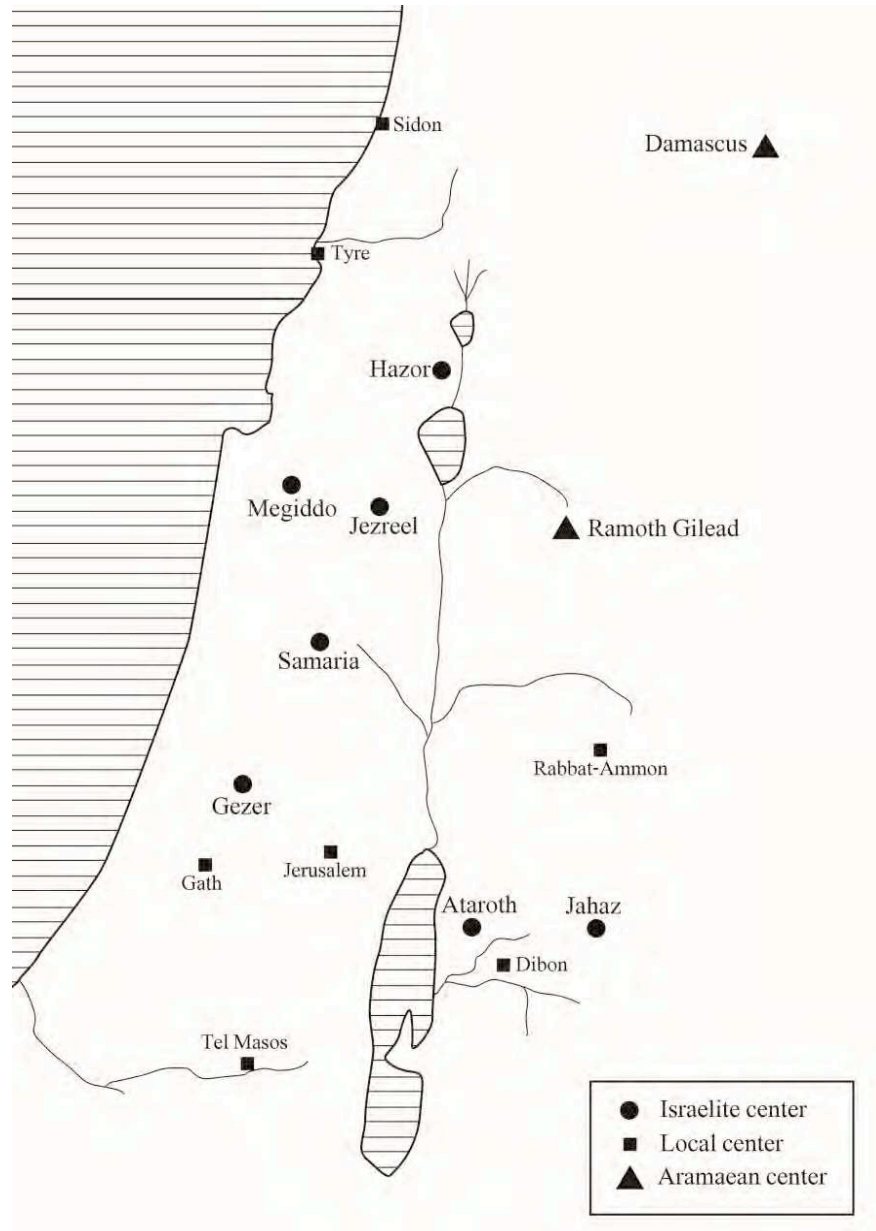 Sidon
Damascus
Tyre
Hazor
Megiddo
Jezreel
Ramoth Gilead
Samaria
Rabbat-Ammon
Gezer
Jerusalem
Gath
Ataroth
Jahaz
Dibon
Tel Masos
Israelite center
Local center
Aramaean center